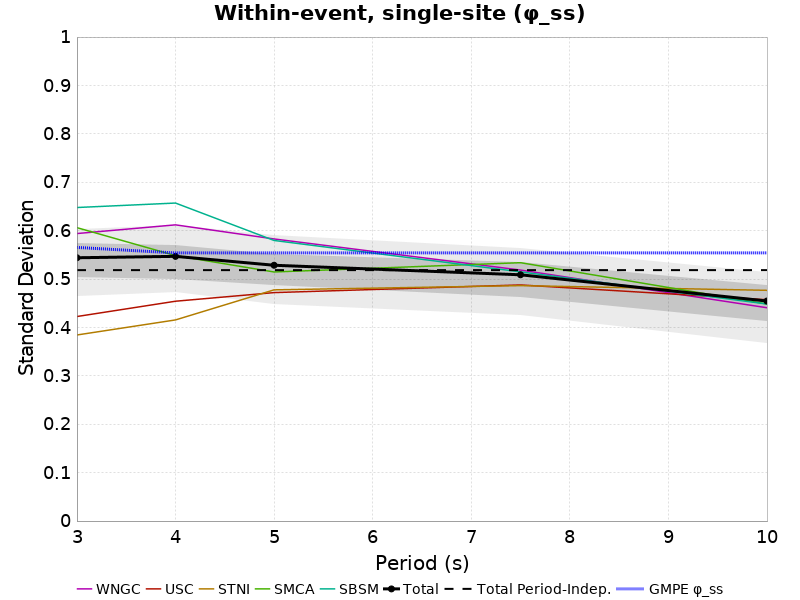 Within-event, single-site (φ_ss)
Standard Deviation
1
0.9
0.8
0.7
0.6
0.5
0.4
0.3
0.2
0.1
0
3 4 5 6 7 8 9 10
Period (s)
WNGC USC STNI SMCA SBSM Total Total Period-Indep. GMPE φ_ss